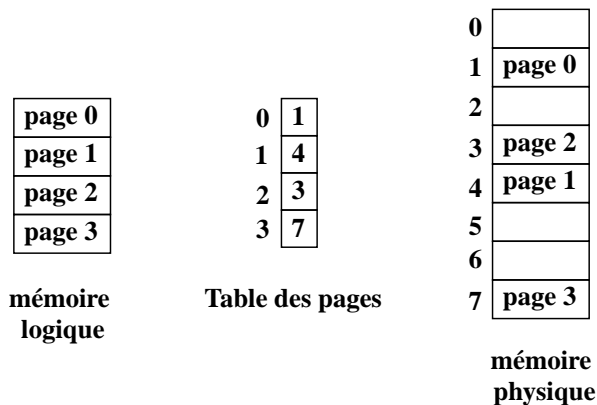 page 0
page 1
page 2
page 3
mémoire
logique
0 1
1 4
2 3
3 7
Table des pages
0
1 page 0
2
3 page 2
4 page 1
5
6
7 page 3
mémoire
physique